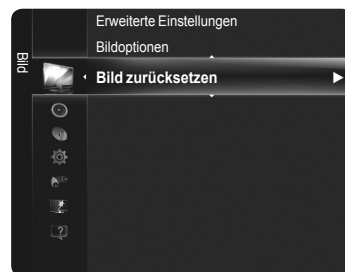 Bild
Erweiterte Einstellungen
Bildoptionen
Bild zurücksetzen